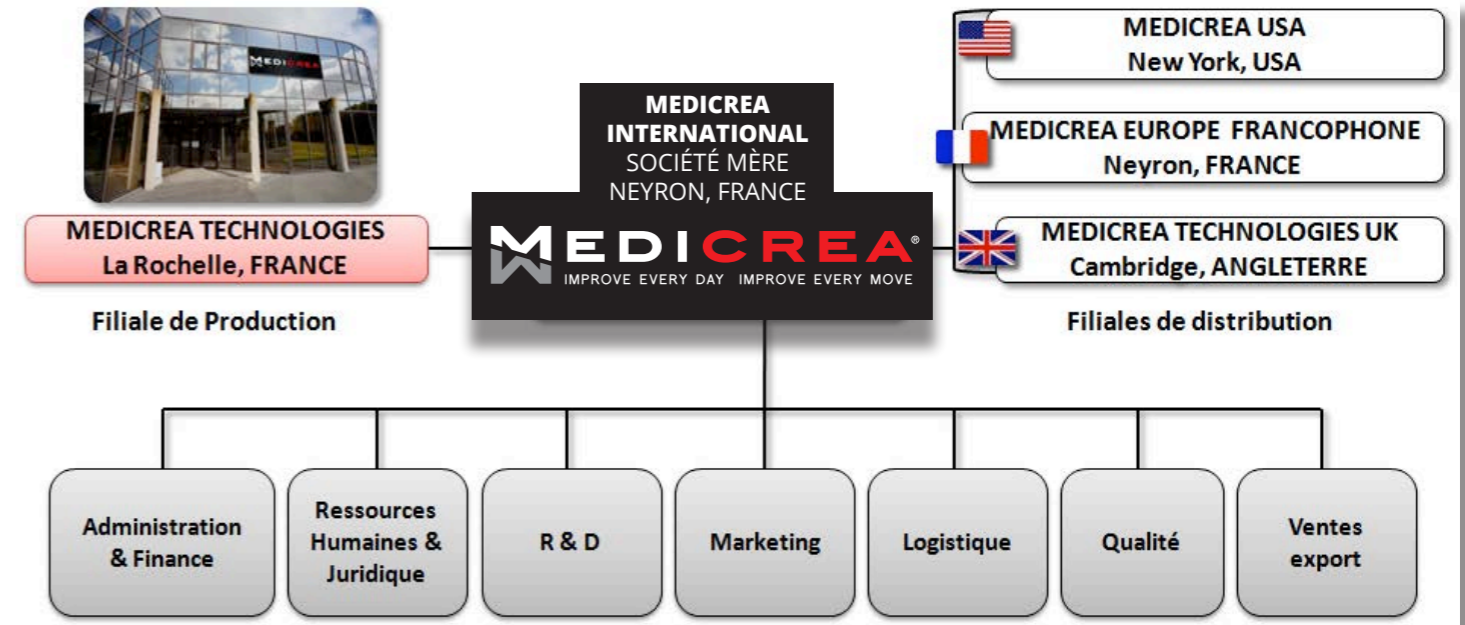 MEDICREA
MEDICREA TECHNOLOGIES
La Rochelle, FRANCE
Filiale de Production
MEDICREA
INTERNATIONAL
SOCIÉTÉ MÈRE
NEYRON, FRANCE
MEDICREA®
IMPROVE EVERY DAY IMPROVE EVERY MOVE
MEDICREA USA
New York, USA
MEDICREA EUROPE FRANCOPHONE
Neyron, FRANCE
MEDICREA TECHNOLOGIES UK
Cambridge, ANGLETERRE
Filiales de distribution
Administration
& Finance
Ressources
Humaines &
Juridique
R & D
Marketing
Logistique
Qualité
Ventes
export